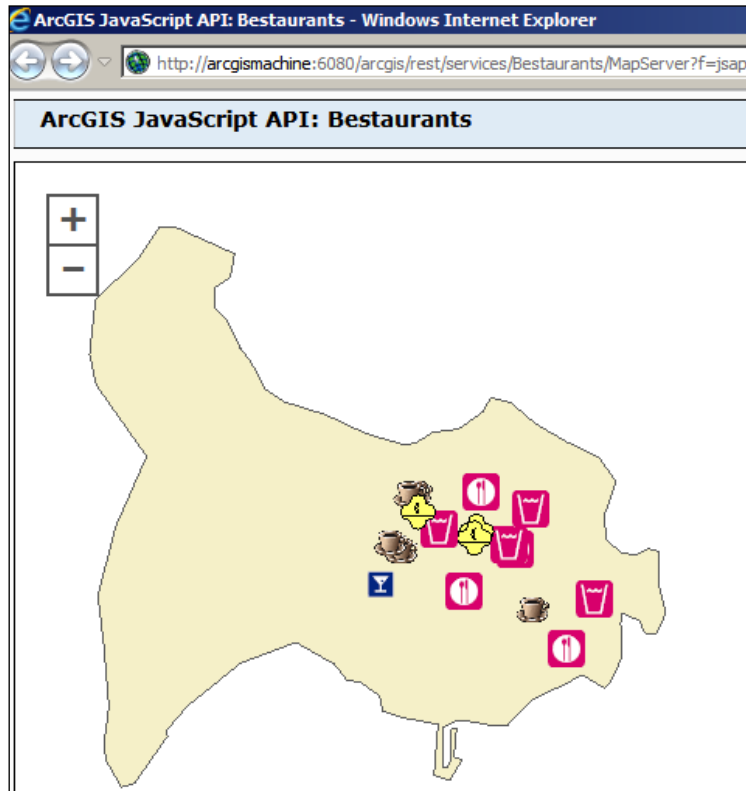 ArcGIS JavaScript API: Bestaurants - Windows Internet Explorer
http://arcgismachine:6080/arcgis/rest/services/Bestaurants/MapServer?f=jsap
ArcGIS JavaScript API: Bestaurants
+
−